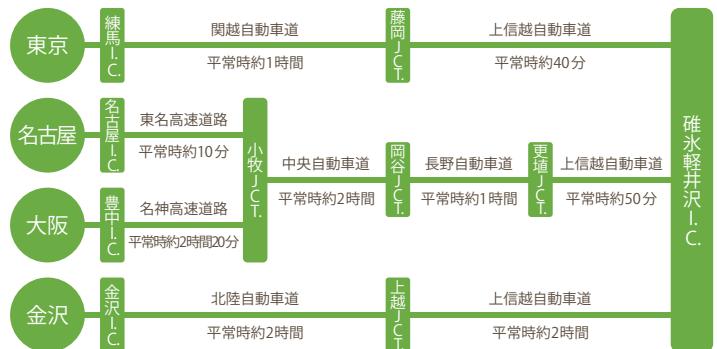 東京
練馬I.C.
関越自動車道
平常時約1時間
藤岡JCT.
上信越自動車道
平常時約40分
名古屋
名古屋I.C.
東名高速道路
平常時約10分
大阪
豊中I.C.
名神高速道路
平常時約2時間20分
小牧JCT.
中央自動車道
平常時約2時間
岡谷JCT.
長野自動車道
平常時約1時間
更埴JCT.
上信越自動車道
平常時約50分
金沢
金沢I.C.
北陸自動車道
平常時約2時間
上越JCT.
上信越自動車道
平常時約2時間
碓氷軽井沢I.C.